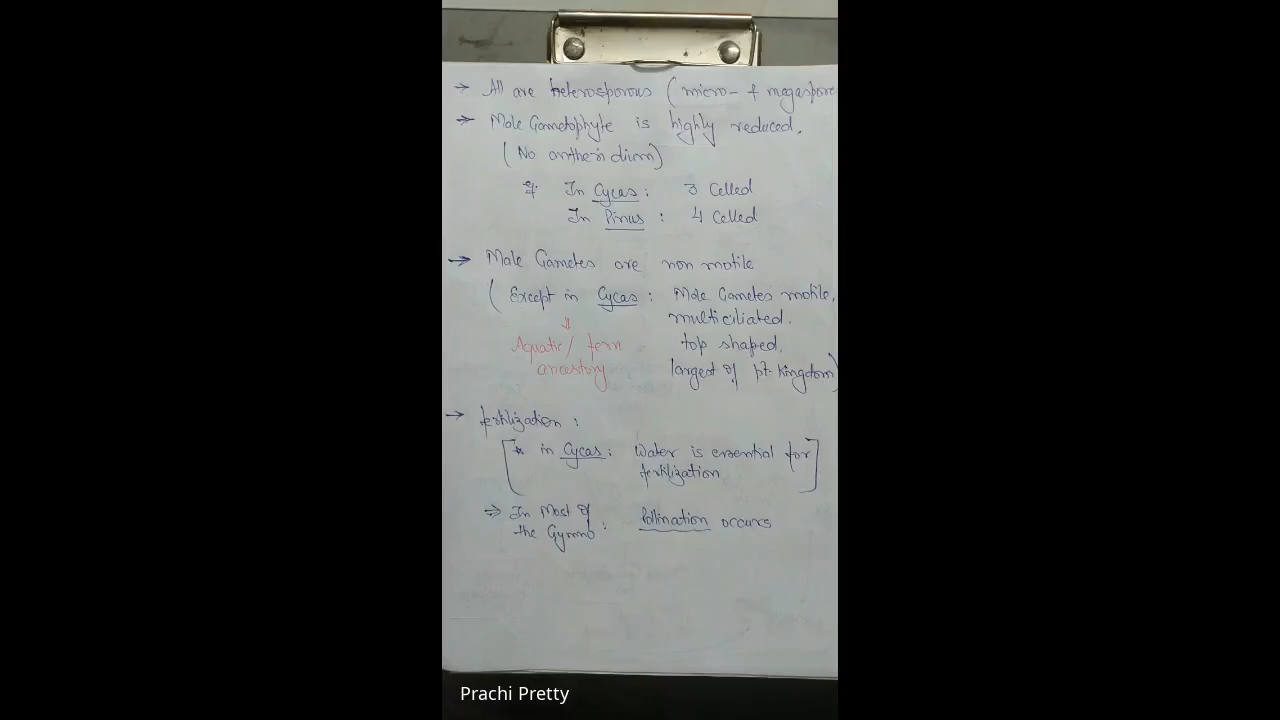 → All are heterosporous (micro- + megaspore
→ Male Gametophyte is highly reduced.
(No antheridium)
In Cycas : 3 Celled
In Pinus : 4 Celled
→ Male Gametes are non motile
(Except in Cycas : Male Gametes motile,
multiciliated.
Aquatic/ fern top shaped.
ancestory largest of pt. Kingdom)
→ fertilization :
[* in Cycas : Water is essential for]
fertilization
⇒ In Most of
the Gymno : Pollination occurs
Prachi Pretty